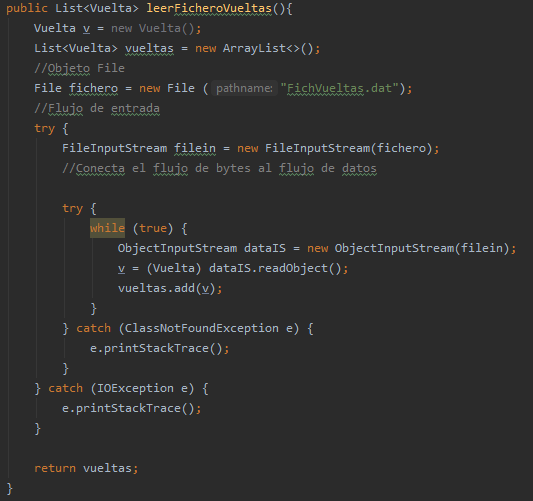 public List<Vuelta> leerFicheroVueltas(){
Vuelta v = new Vuelta();
List<Vuelta> vueltas = new ArrayList<>();
//Objeto File
File fichero = new File ( pathname: "FichVueltas.dat");
//Flujo de entrada
try {
FileInputStream filein = new FileInputStream(fichero);
//Conecta el flujo de bytes al flujo de datos
try {
while (true) {
ObjectInputStream dataIS = new ObjectInputStream(filein);
v = (Vuelta) dataIS.readObject();
vueltas.add(v);
}
} catch (ClassNotFoundException e) {
e.printStackTrace();
}
} catch (IOException e) {
e.printStackTrace();
}
return vueltas;
}